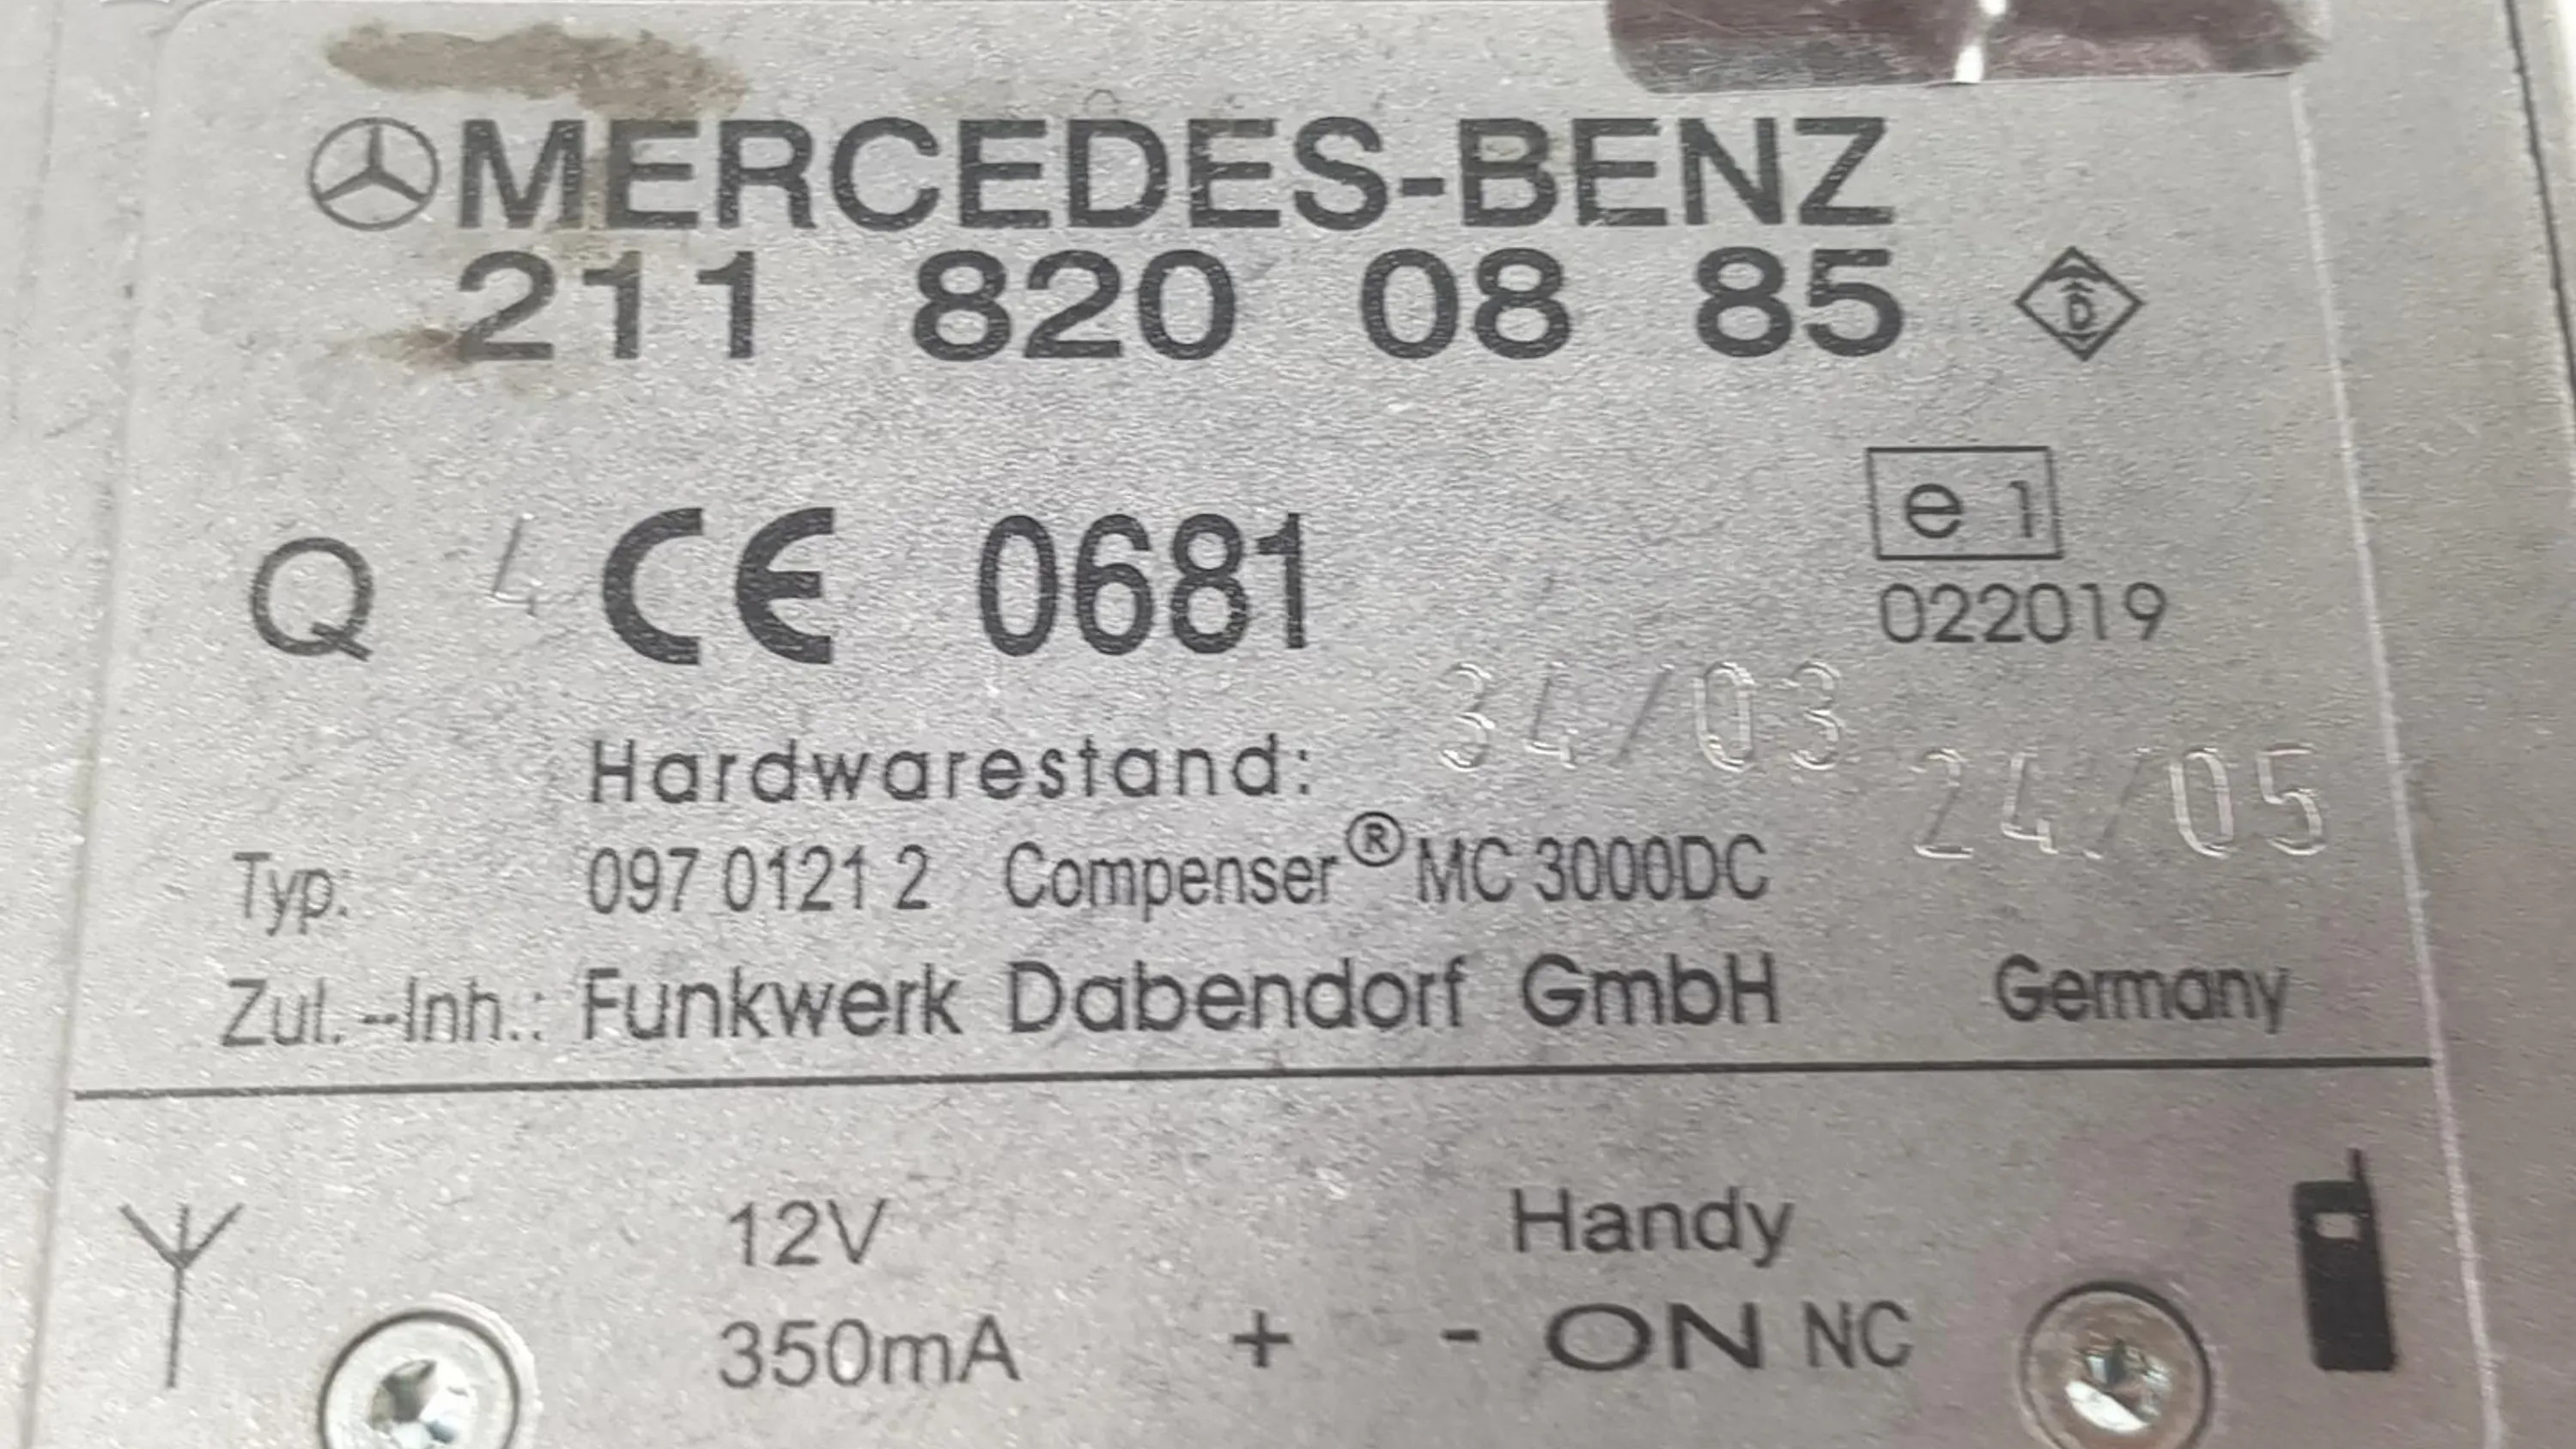 MERCEDES-BENZ
211 820 08 85
D
e1
Q 4 CE 0681
022019
Hardwarestand: 34/03
24/05
Typ: 097 0121 2 Compenser® MC 3000DC
Zul.-Inh.: Funkwerk Dabendorf GmbH Germany
12V Handy
350mA + - ON NC